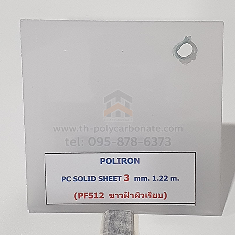 www.th-polycarbonate.com
tel. 095-878-6373
POLIRON
PC SOLID SHEET 3 mm. 1.22 m.
(PF512 ขาวฝ้าผิวเรียบ)